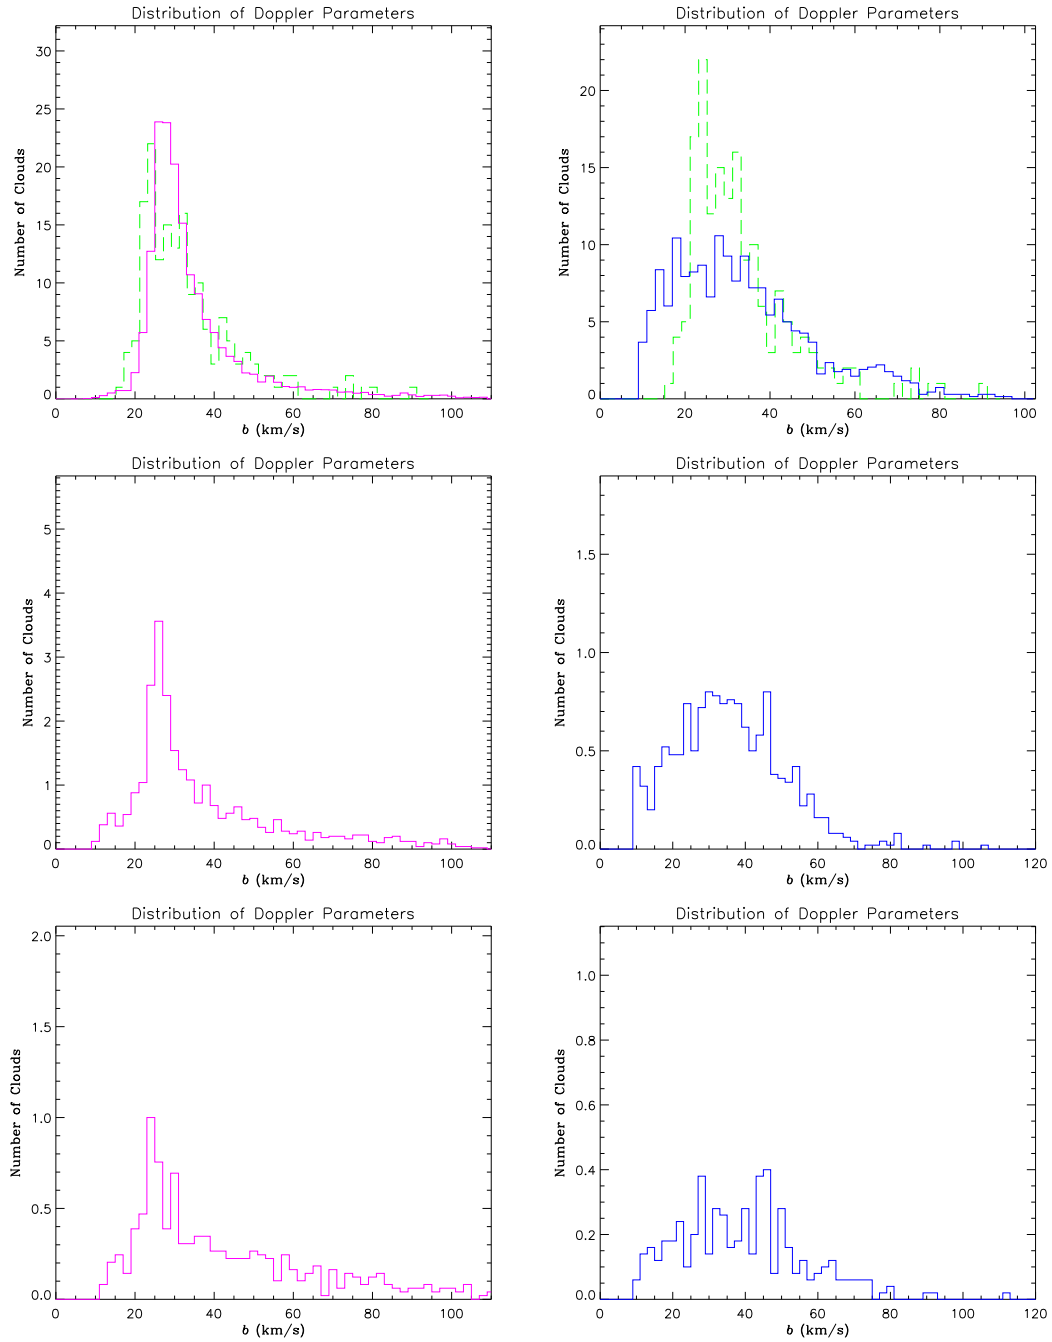 Distribution of Doppler Parameters
Number of Clouds
30
25
20
15
10
5
0
0 20 40 60 80 100
b (km/s)
Distribution of Doppler Parameters
Number of Clouds
20
15
10
5
0
0 20 40 60 80 100
b (km/s)
Distribution of Doppler Parameters
Number of Clouds
5
4
3
2
1
0
0 20 40 60 80 100
b (km/s)
Distribution of Doppler Parameters
Number of Clouds
1.5
1.0
0.5
0.0
0 20 40 60 80 100 120
b (km/s)
Distribution of Doppler Parameters
Number of Clouds
2.0
1.5
1.0
0.5
0.0
0 20 40 60 80 100
b (km/s)
Distribution of Doppler Parameters
Number of Clouds
1.0
0.8
0.6
0.4
0.2
0.0
0 20 40 60 80 100 120
b (km/s)